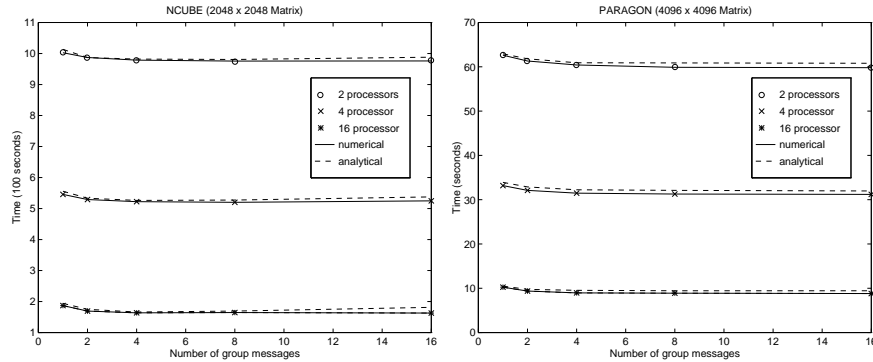 NCUBE (2048 x 2048 Matrix)
11
10
9
8
7
6
5
4
3
2
1
Time (100 seconds)
0 2 4 6 8 10 12 14 16
Number of group messages
2 processors
4 processor
16 processor
numerical
analytical
PARAGON (4096 x 4096 Matrix)
70
60
50
40
30
20
10
0
Time (seconds)
0 2 4 6 8 10 12 14 16
Number of group messages
2 processors
4 processor
16 processor
numerical
analytical